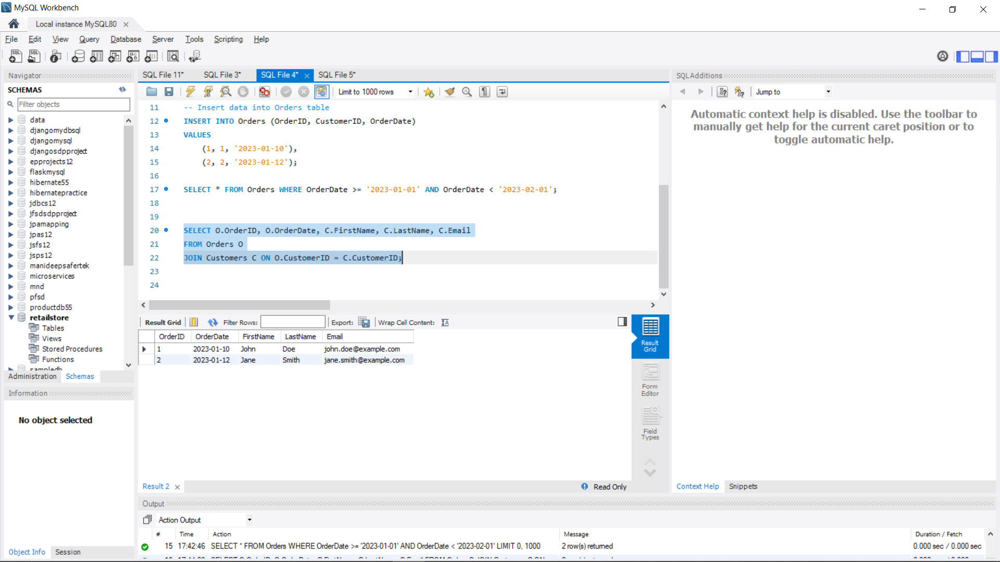 MySQL Workbench
Local instance MySQL80
File Edit View Query Database Server Tools Scripting Help
Navigator
SCHEMAS
Filter objects
data
djangomydbsql
djangomysql
djangosdpproject
epprojects12
flaskmysql
hibernate55
hibernatepractice
jdbcs12
jfsdsdpproject
jpamapping
jpas12
jsfs12
jsps12
manideepsafertek
microservices
mnd
pfsd
productdb55
retailstore
Tables
Views
Stored Procedures
Functions
sampledb
Administration Schemas
Information
No object selected
Object Info Session
SQL File 11* SQL File 3* SQL File 4* SQL File 5*
Limit to 1000 rows
11 -- Insert data into Orders table
12 INSERT INTO Orders (OrderID, CustomerID, OrderDate)
13 VALUES
14 (1, 1, '2023-01-10'),
15 (2, 2, '2023-01-12');
16
17 SELECT * FROM Orders WHERE OrderDate >= '2023-01-01' AND OrderDate < '2023-02-01';
18
19
20 SELECT O.OrderID, O.OrderDate, C.FirstName, C.LastName, C.Email
21 FROM Orders O
22 JOIN Customers C ON O.CustomerID = C.CustomerID;
23
24
Result Grid Filter Rows: Export: Wrap Cell Content:
OrderID OrderDate FirstName LastName Email
1 2023-01-10 John Doe john.doe@example.com
2 2023-01-12 Jane Smith jane.smith@example.com
Result Grid
Form Editor
Field Types
Result 2
Read Only
SQLAdditions
Jump to
Automatic context help is disabled. Use the toolbar to
manually get help for the current caret position or to
toggle automatic help.
Context Help Snippets
Output
Action Output
# Time Action Message Duration / Fetch
15 17:42:46 SELECT * FROM Orders WHERE OrderDate >= '2023-01-01' AND OrderDate < '2023-02-01' LIMIT 0, 1000 2 row(s) returned 0.000 sec / 0.000 sec